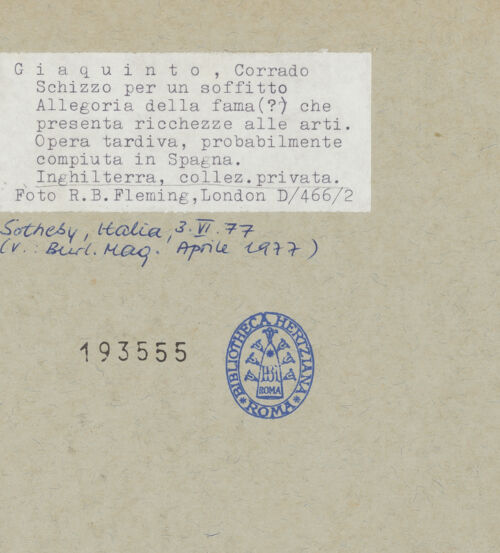 G i a q u i n t o , Corrado
Schizzo per un soffitto
Allegoria della fama(?) che
presenta ricchezze alle arti.
Opera tardiva, probabilmente
compiuta in Spagna.
Inghilterra, collez.privata.
Foto R.B.Fleming,London D/466/2
Sotheby, Italia, 3.VI.77
(v.: Burl. Mag. Aprile 1977)
193555
BIBLIOTHECA HERTZIANA
BH
ROMA
* ROMA *